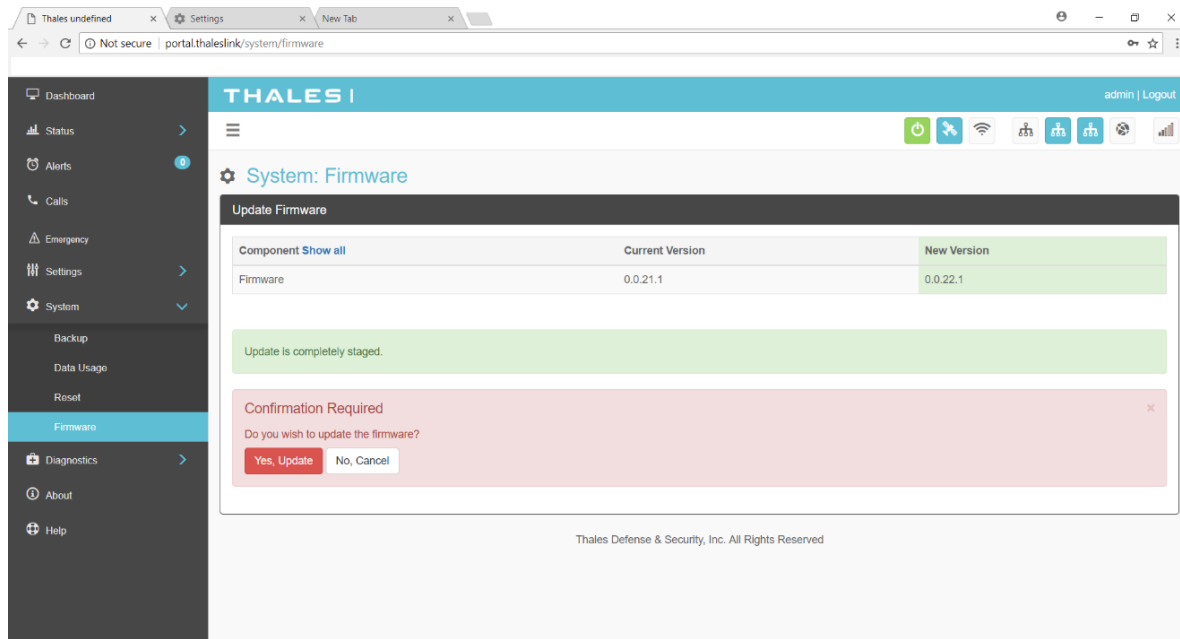 Thales undefined
Settings
New Tab
Not secure | portal.thaleslink/system/firmware
Dashboard
THALES
admin | Logout
Status
Alerts
0
System: Firmware
Calls
Update Firmware
Emergency
Component Show all
Current Version
New Version
Settings
Firmware
0.0.21.1
0.0.22.1
System
Backup
Update is completely staged.
Data Usage
Reset
Confirmation Required
Firmware
Do you wish to update the firmware?
Diagnostics
Yes, Update
No, Cancel
About
Help
Thales Defense & Security, Inc. All Rights Reserved